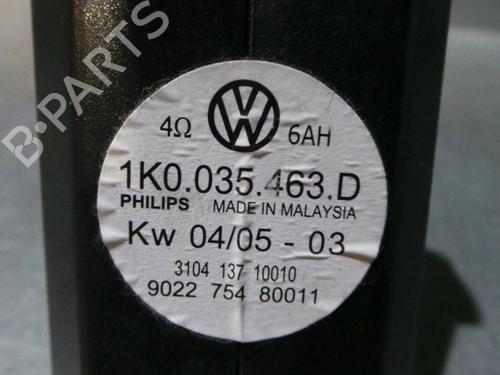 B-PARTS
4Ω VW 6AH
1K0.035.463.D
PHILIPS MADE IN MALAYSIA
Kw 04/05 - 03
3104 137 10010
9022 754 80011